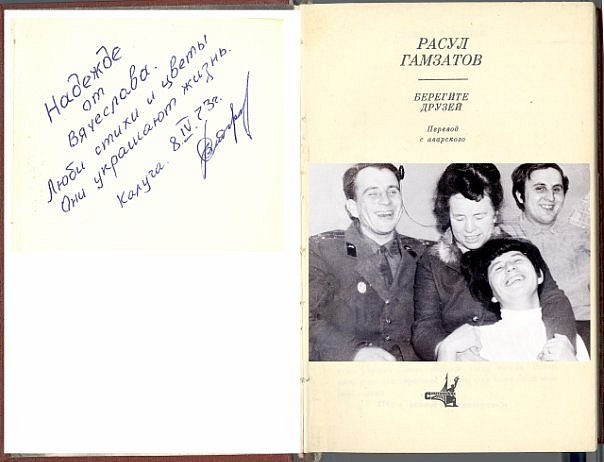 Надежде
от
Вячеслава.
Люби стихи и цветы
Они украшают жизнь.
Калуга. 8.IV.73г.
РАСУЛ
ГАМЗАТОВ
БЕРЕГИТЕ
ДРУЗЕЙ
Перевод
с аварского